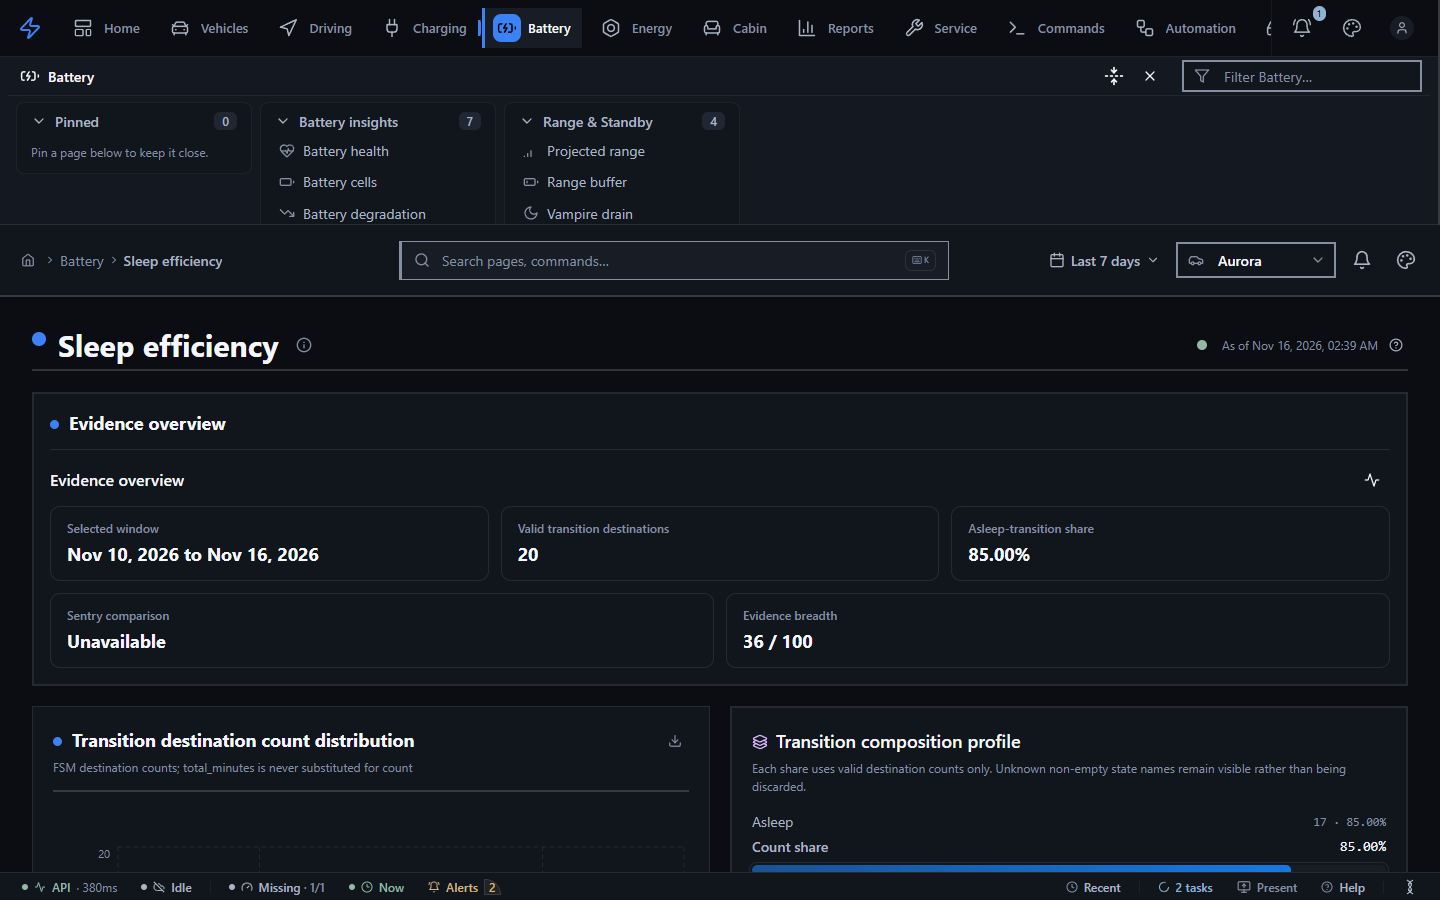 Home
Vehicles
Driving
Charging
Battery
Energy
Cabin
Reports
Service
Commands
Automation
1
Battery
Filter Battery...
Pinned 0
Pin a page below to keep it close.
Battery insights 7
Battery health
Battery cells
Battery degradation
Range & Standby 4
Projected range
Range buffer
Vampire drain
Battery
Sleep efficiency
Search pages, commands...
K
Last 7 days
Aurora
Sleep efficiency
As of Nov 16, 2026, 02:39 AM
Evidence overview
Evidence overview
Selected window
Nov 10, 2026 to Nov 16, 2026
Valid transition destinations
20
Asleep-transition share
85.00%
Sentry comparison
Unavailable
Evidence breadth
36 / 100
Transition destination count distribution
FSM destination counts; total_minutes is never substituted for count
20
Transition composition profile
Each share uses valid destination counts only. Unknown non-empty state names remain visible rather than being
discarded.
Asleep 17 · 85.00%
Count share 85.00%
API · 380ms
Idle
Missing · 1/1
Now
Alerts 2
Recent
2 tasks
Present
Help